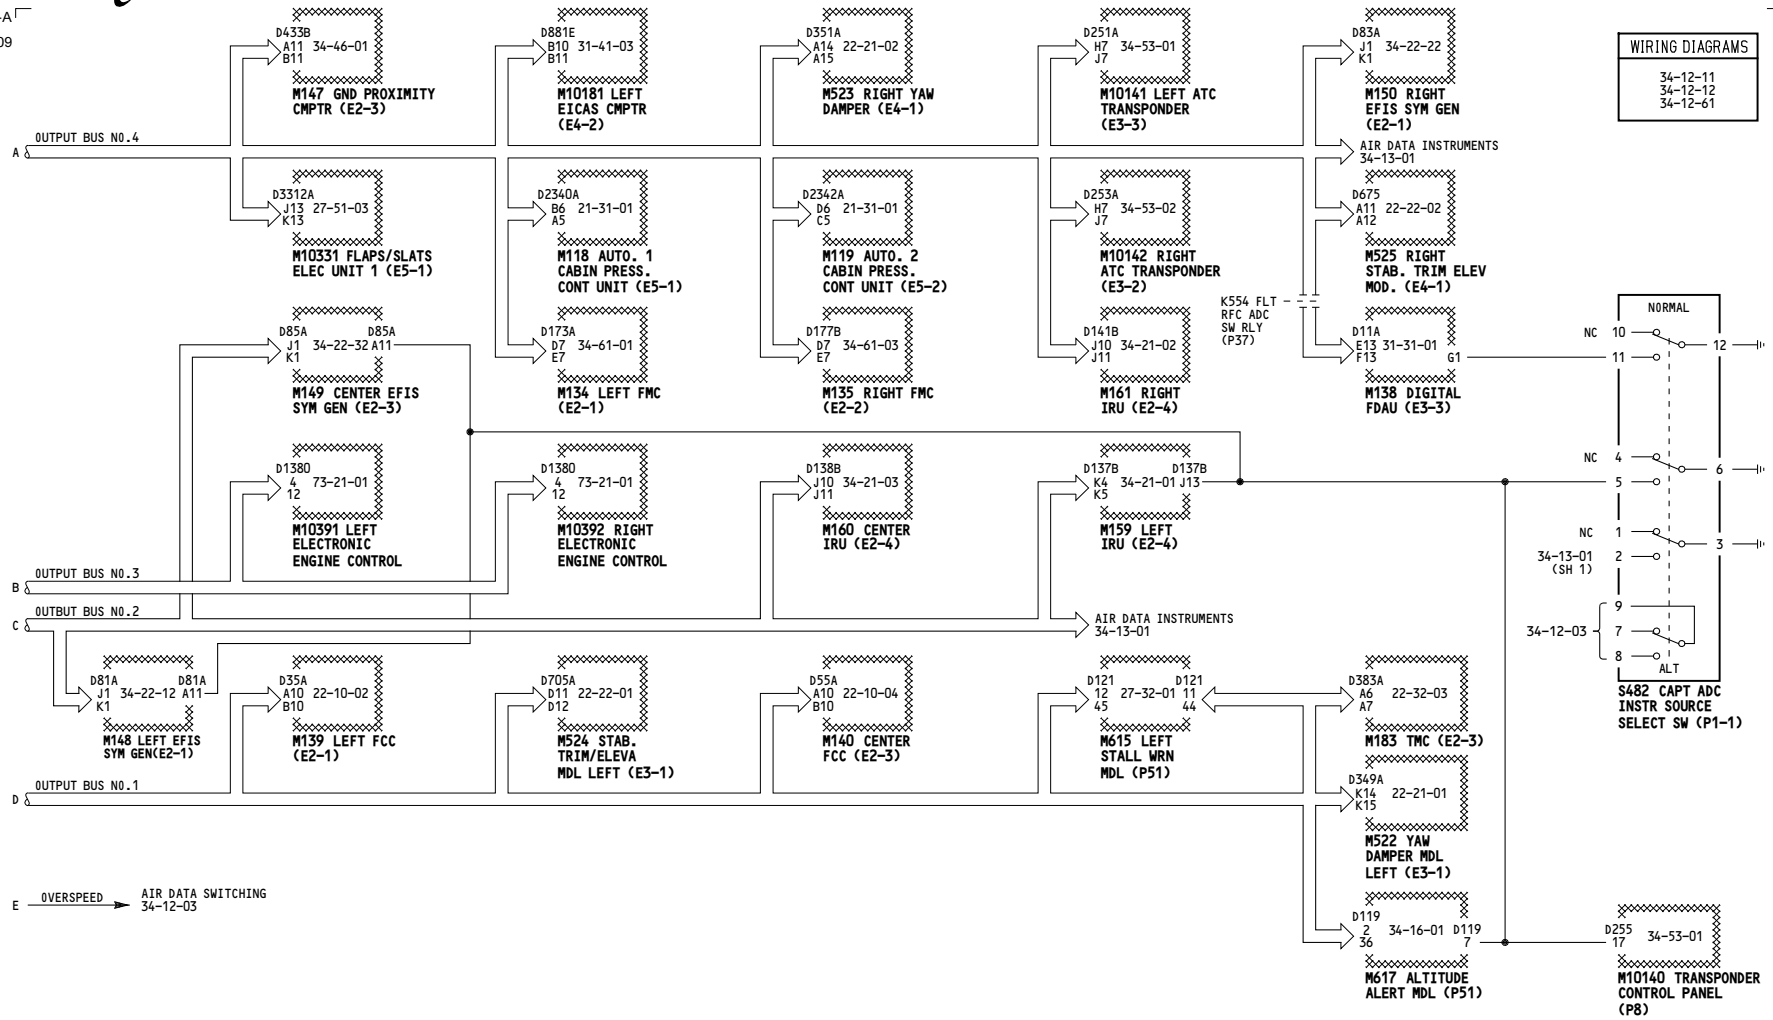 -A
09
D433B
A11 34-46-01
B11
M147 GND PROXIMITY
CMPTR (E2-3)
D881E
B10 31-41-03
B11
M10181 LEFT
EICAS CMPTR
(E4-2)
D351A
A14 22-21-02
A15
M523 RIGHT YAW
DAMPER (E4-1)
D251A
H7 34-53-01
J7
M10141 LEFT ATC
TRANSPONDER
(E3-3)
D83A
J1 34-22-22
K1
M150 RIGHT
EFIS SYM GEN
(E2-1)
WIRING DIAGRAMS
34-12-11
34-12-12
34-12-61
A OUTPUT BUS NO.4
AIR DATA INSTRUMENTS
34-13-01
D3312A
J13 27-51-03
K13
M10331 FLAPS/SLATS
ELEC UNIT 1 (E5-1)
D2340A
B6 21-31-01
A5
M118 AUTO. 1
CABIN PRESS.
CONT UNIT (E5-1)
D2342A
D6 21-31-01
C5
M119 AUTO. 2
CABIN PRESS.
CONT UNIT (E5-2)
D253A
H7 34-53-02
J7
M10142 RIGHT
ATC TRANSPONDER
(E3-2)
D675
A11 22-22-02
A12
M525 RIGHT
STAB. TRIM ELEV
MOD. (E4-1)
K554 FLT
RFC ADC
SW RLY
(P37)
D85A D85A
J1 34-22-32 A11
K1
M149 CENTER EFIS
SYM GEN (E2-3)
D173A
D7 34-61-01
E7
M134 LEFT FMC
(E2-1)
D177B
D7 34-61-03
E7
M135 RIGHT FMC
(E2-2)
D141B
J10 34-21-02
J11
M161 RIGHT
IRU (E2-4)
D11A
E13 31-31-01
F13 G1
M138 DIGITAL
FDAU (E3-3)
NORMAL
NC 10
12
11
NC 4
6
5
NC 1
3
34-13-01 2
(SH 1)
9
34-12-03 7
8
ALT
S482 CAPT ADC
INSTR SOURCE
SELECT SW (P1-1)
D1380
4 73-21-01
12
M10391 LEFT
ELECTRONIC
ENGINE CONTROL
D1380
4 73-21-01
12
M10392 RIGHT
ELECTRONIC
ENGINE CONTROL
D138B
J10 34-21-03
J11
M160 CENTER
IRU (E2-4)
D137B D137B
K4 34-21-01 J13
K5
M159 LEFT
IRU (E2-4)
B OUTPUT BUS NO.3
C OUTBUT BUS NO.2
AIR DATA INSTRUMENTS
34-13-01
D81A D81A
J1 34-22-12 A11
K1
M148 LEFT EFIS
SYM GEN(E2-1)
D35A
A10 22-10-02
B10
M139 LEFT FCC
(E2-1)
D705A
D11 22-22-01
D12
M524 STAB.
TRIM/ELEVA
MDL LEFT (E3-1)
D55A
A10 22-10-04
B10
M140 CENTER
FCC (E2-3)
D121 D121
12 27-32-01 11
45 44
M615 LEFT
STALL WRN
MDL (P51)
D383A
A6 22-32-03
A7
M183 TMC (E2-3)
D OUTPUT BUS NO.1
D349A
K14 22-21-01
K15
M522 YAW
DAMPER MDL
LEFT (E3-1)
E OVERSPEED AIR DATA SWITCHING
34-12-03
D119
2 34-16-01 D119
36 7
M617 ALTITUDE
ALERT MDL (P51)
D255
17 34-53-01
M10140 TRANSPONDER
CONTROL PANEL
(P8)